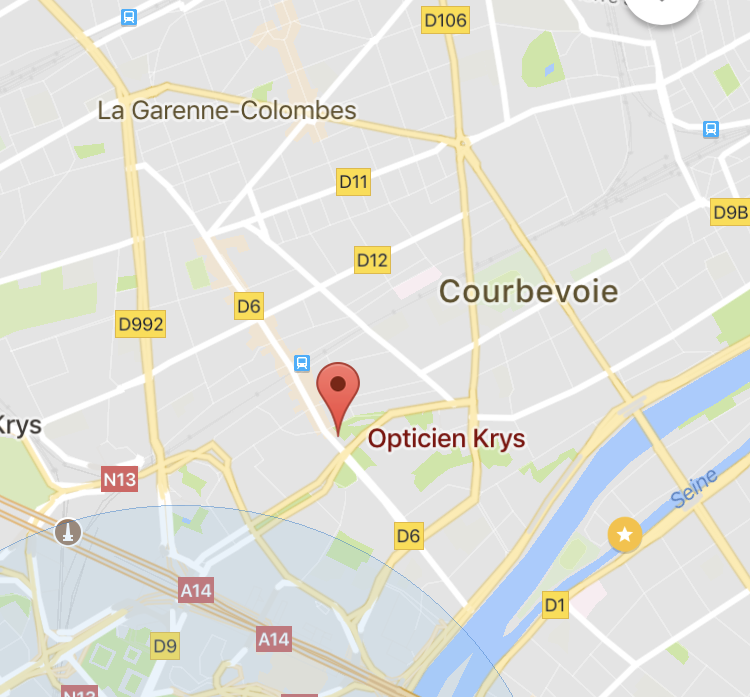 D106
La Garenne-Colombes
D11
D9B
D12
Courbevoie
D6
D992
Krys
Opticien Krys
N13
Seine
D6
A14
D1
A14
D9
N13